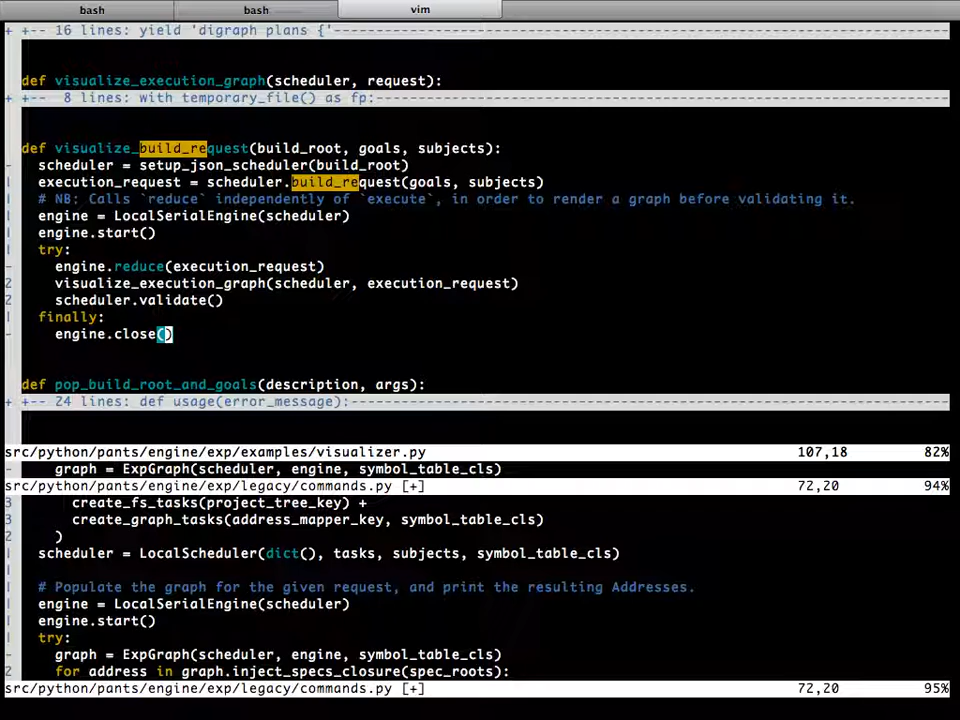 bash bash vim
+ +-- 16 lines: yield 'digraph plans {'-------------------------------------------------------------------------
def visualize_execution_graph(scheduler, request):
+ +-- 8 lines: with temporary_file() as fp:--------------------------------------------------------------------
def visualize_build_request(build_root, goals, subjects):
- scheduler = setup_json_scheduler(build_root)
| execution_request = scheduler.build_request(goals, subjects)
| # NB: Calls `reduce` independently of `execute`, in order to render a graph before validating it.
| engine = LocalSerialEngine(scheduler)
| engine.start()
| try:
- engine.reduce(execution_request)
2 visualize_execution_graph(scheduler, execution_request)
2 scheduler.validate()
| finally:
- engine.close()
def pop_build_root_and_goals(description, args):
+ +-- 24 lines: def usage(error_message):-----------------------------------------------------------------------
src/python/pants/engine/exp/examples/visualizer.py 107,18 82%
- graph = ExpGraph(scheduler, engine, symbol_table_cls)
src/python/pants/engine/exp/legacy/commands.py [+] 72,20 94%
3 create_fs_tasks(project_tree_key) +
3 create_graph_tasks(address_mapper_key, symbol_table_cls)
2 )
| scheduler = LocalScheduler(dict(), tasks, subjects, symbol_table_cls)
|
| # Populate the graph for the given request, and print the resulting Addresses.
| engine = LocalSerialEngine(scheduler)
| engine.start()
| try:
- graph = ExpGraph(scheduler, engine, symbol_table_cls)
2 for address in graph.inject_specs_closure(spec_roots):
src/python/pants/engine/exp/legacy/commands.py [+] 72,20 95%